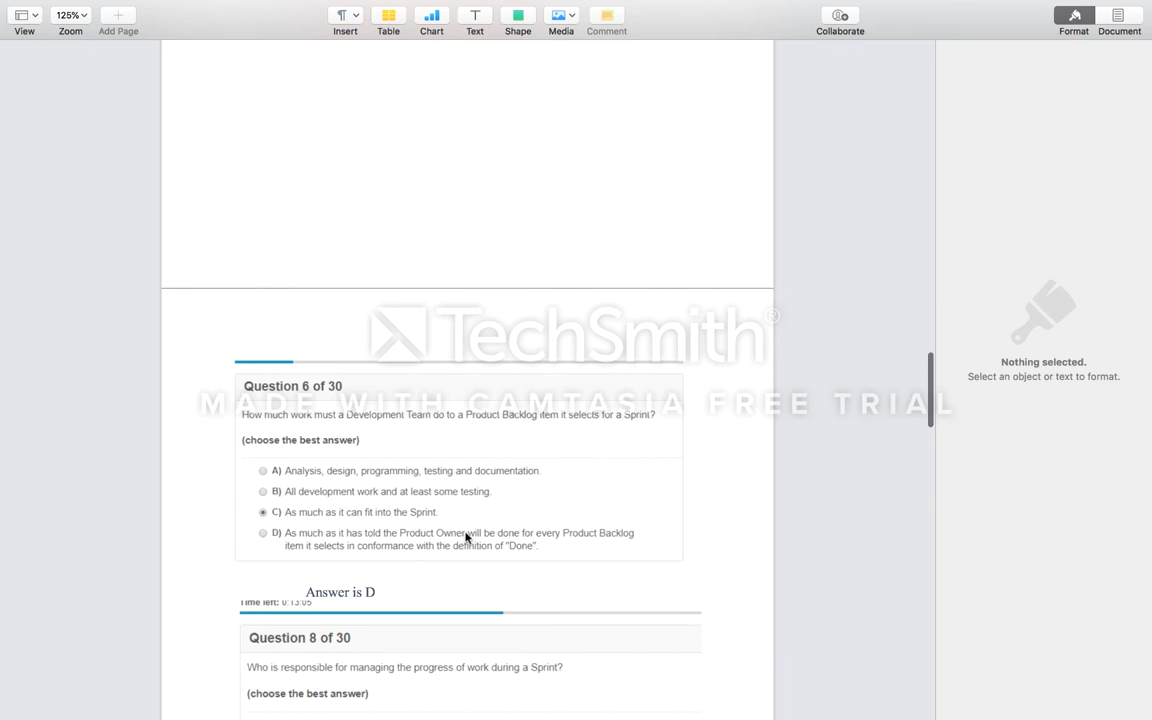 125%
View
Zoom
Add Page
Insert
Table
Chart
Text
Shape
Media
Comment
Collaborate
Format
Document
TechSmith®
MADE WITH CAMTASIA FREE TRIAL
Nothing selected.
Select an object or text to format.
Question 6 of 30
How much work must a Development Team do to a Product Backlog item it selects for a Sprint?
(choose the best answer)
A) Analysis, design, programming, testing and documentation.
B) All development work and at least some testing.
C) As much as it can fit into the Sprint.
D) As much as it has told the Product Owner will be done for every Product Backlog
item it selects in conformance with the definition of "Done".
Answer is D
Time left: 0:13:05
Question 8 of 30
Who is responsible for managing the progress of work during a Sprint?
(choose the best answer)